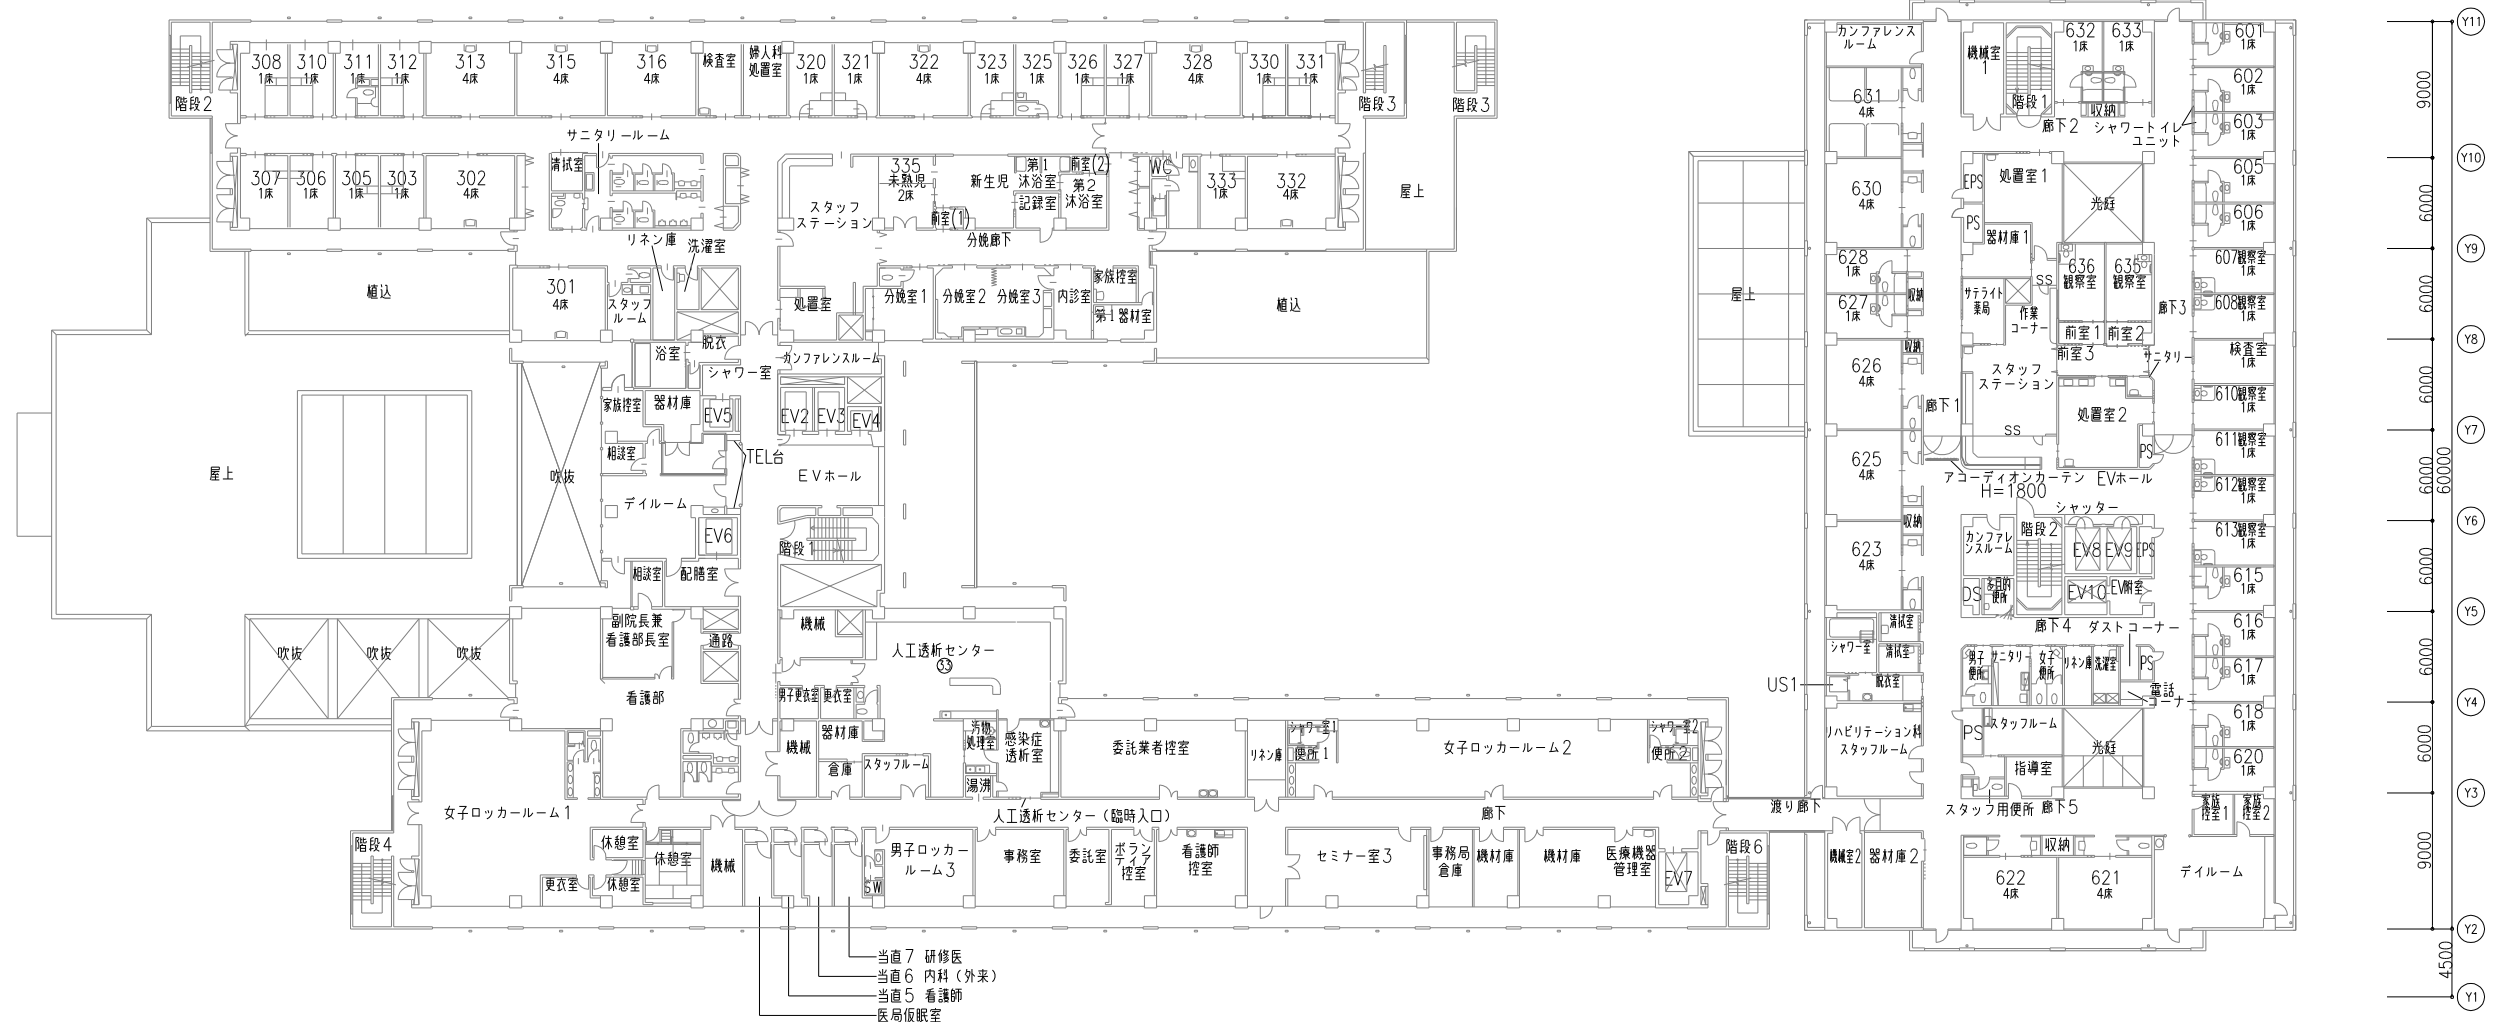 308
1床
310
1床
311
1床
312
1床
313
4床
315
4床
316
4床
検査室
婦人科
処置室
320
1床
321
1床
322
4床
323
1床
325
1床
326
1床
327
1床
328
4床
330
1床
331
1床
階段2
階段3
階段3
サニタリールーム
307
1床
306
1床
305
1床
303
1床
302
4床
清拭室
335
未熟児
2床
新生児
第1
沐浴室
記録室
前室(2)
第2
沐浴室
前室(1)
WC
333
1床
332
4床
屋上
スタッフ
ステーション
分娩廊下
リネン庫
洗濯室
植込
301
4床
スタッフ
ルーム
処置室
分娩室1
分娩室2
分娩室3
内診室
家族控室
第1器材室
植込
脱衣
浴室
シャワー室
カンファレンスルーム
家族控室
器材庫
EV5
EV2
EV3
EV4
相談室
TEL台
屋上
吹抜
EVホール
デイルーム
EV6
階段1
相談室
配膳室
副院長兼
看護部長室
通路
機械
人工透析センター
33
吹抜
吹抜
吹抜
看護部
男子更衣室
更衣室
機械
器材庫
倉庫
スタッフルーム
汚物
処理室
感染症
透析室
湯沸
委託業者控室
リネン庫
シャワー室1
便所1
女子ロッカールーム2
シャワー室2
便所2
女子ロッカールーム1
人工透析センター(臨時入口)
廊下
渡り廊下
階段4
休憩室
休憩室
更衣室
休憩室
機械
男子ロッカー
ルーム3
SW
事務室
委託室
ボラン
ティア
控室
看護師
控室
セミナー室3
事務局
倉庫
機材庫
機材庫
医療機器
管理室
EV7
階段6
当直7 研修医
当直6 内科(外来)
当直5 看護師
医局仮眠室
カンファレンス
ルーム
機械室
1
階段1
632
1床
633
1床
収納
601
1床
602
1床
603
1床
605
1床
606
1床
607観察室
1床
608観察室
1床
検査室
1床
610観察室
1床
611観察室
1床
612観察室
1床
613観察室
1床
615
1床
616
1床
617
1床
618
1床
620
1床
631
4床
廊下2
シャワートイレ
ユニット
630
4床
EPS
PS
処置室1
光庭
器材庫1
628
1床
627
1床
収納
SS
636
観察室
635
観察室
サテライト
薬局
作業
コーナー
廊下3
前室1
前室2
前室3
サニタリー
屋上
収納
626
4床
スタッフ
ステーション
廊下1
処置室2
SS
PS
625
4床
アコーディオンカーテン
H=1800
EVホール
シャッター
収納
623
4床
カンファレ
ンスルーム
階段2
EV8
EV9
EPS
DS
多目的
便所
EV10
EV附室
廊下4
ダストコーナー
清拭室
シャワー室
清拭室
脱衣室
US1
男子
便所
サニタリー
女子
便所
リネン庫
洗濯室
PS
電話
コーナー
リハビリテーション科
スタッフルーム
PS
スタッフルーム
光庭
指導室
スタッフ用便所
廊下5
家族
控室1
家族
控室2
機械室2
器材庫2
収納
622
4床
621
4床
デイルーム
Y11
9000
Y10
6000
Y9
6000
Y8
6000
Y7
6000
60000
Y6
6000
Y5
6000
Y4
6000
Y3
9000
Y2
4500
Y1